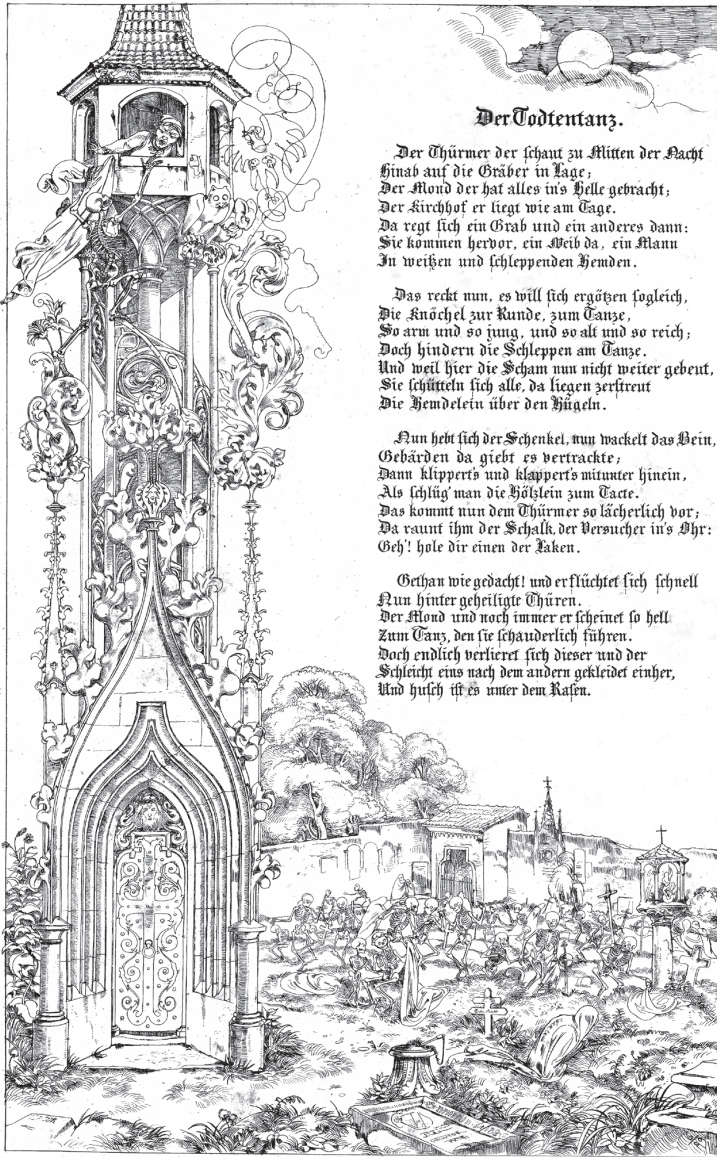 Der Todtentanz.
Der Thürmer der schaut zu Mitten der Nacht
Hinab auf die Gräber in Lage;
Der Mond der hat alles in's Helle gebracht;
Der Kirchhof er liegt wie am Tage.
Da regt sich ein Grab und ein anderes dann:
Sie kommen hervor, ein Weib da, ein Mann
In weißen und schleppenden Hemden.
Das reckt nun, es will sich ergötzen sogleich,
Die Knöchel zur Runde, zum Tanze,
So arm und so jung, und so alt und so reich;
Doch hindern die Schleppen am Tanze.
Und weil hier die Scham nun nicht weiter gebeut,
Sie schütteln sich alle, da liegen zerstreut
Die Hemdelein über den Hügeln.
Nun hebt sich der Schenkel, nun wackelt das Bein,
Gebärden da giebt es vertrackte;
Dann klippert's und klappert's mitunter hinein,
Als schlüg' man die Hölzlein zum Tacte.
Das kommt nun dem Thürmer so lächerlich vor;
Da raunt ihm der Schalk, der Versucher in's Ohr:
Geh'! hole dir einen der Laken.
Gethan wie gedacht! und er flüchtet sich schnell
Nun hinter geheiligte Thüren.
Der Mond und noch immer er scheinet so hell
Zum Tanz, den sie schauderlich führen.
Doch endlich verlieret sich dieser und der
Schleicht eins nach dem andern gekleidet einher,
Und husch ist es unter dem Rasen.